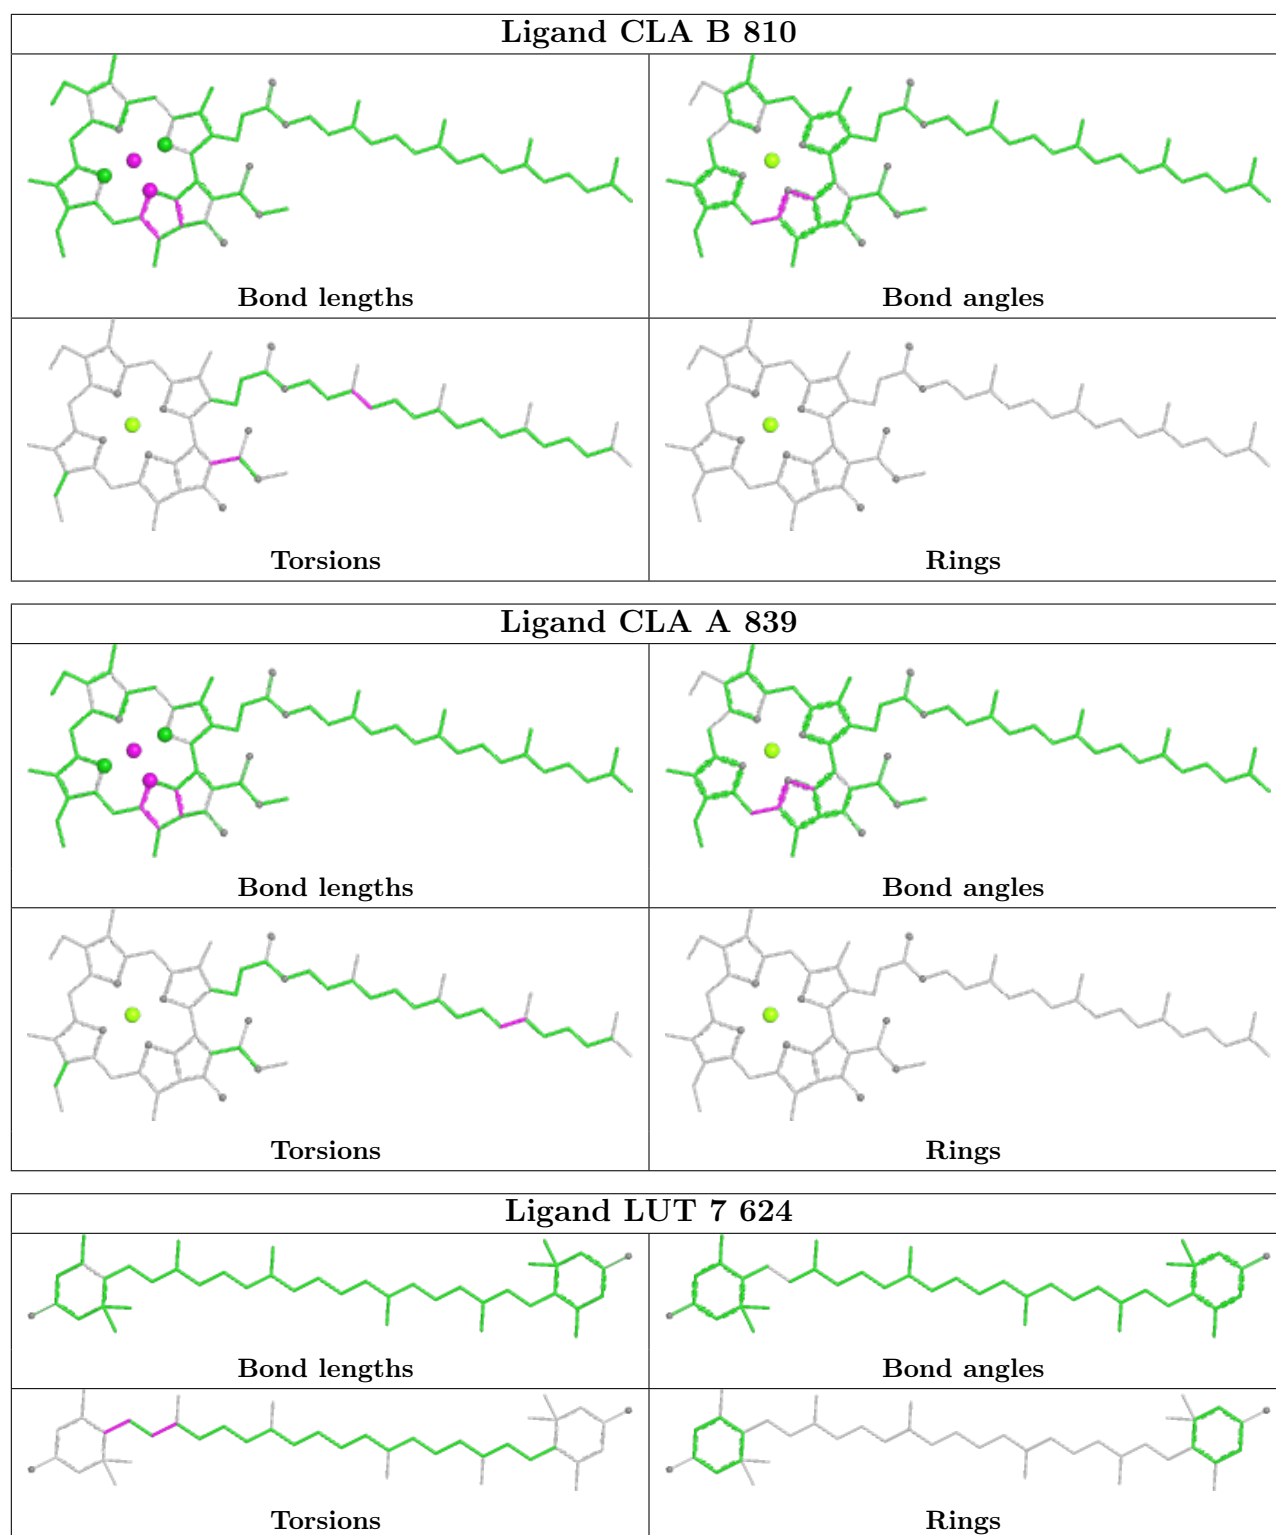 Ligand CLA B 810
Bond lengths
Bond angles
Torsions
Rings
Ligand CLA A 839
Bond lengths
Bond angles
Torsions
Rings
Ligand LUT 7 624
Bond lengths
Bond angles
Torsions
Rings